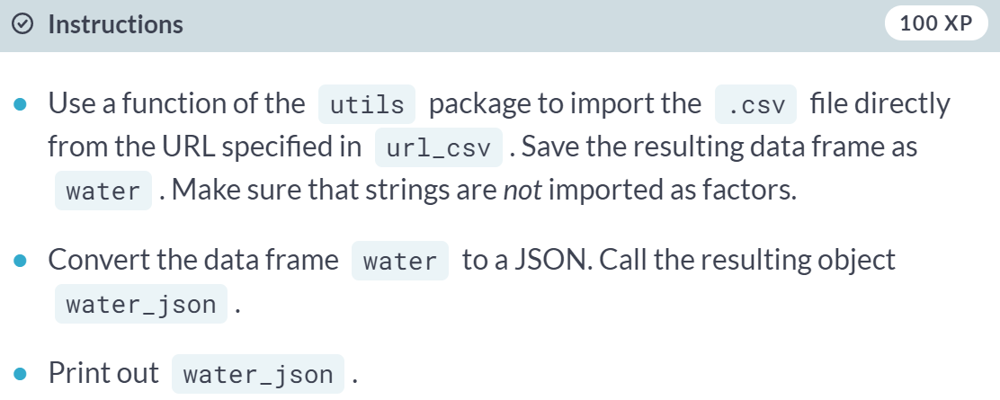 Instructions 100 XP
Use a function of the utils package to import the .csv file directly
from the URL specified in url_csv . Save the resulting data frame as
water . Make sure that strings are not imported as factors.
Convert the data frame water to a JSON. Call the resulting object
water_json .
Print out water_json .